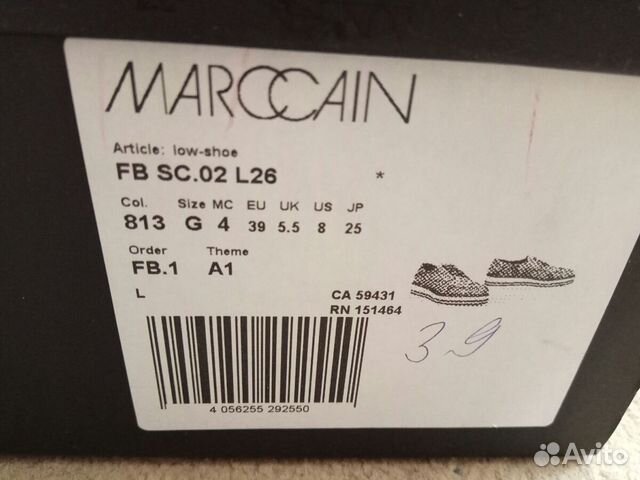 MARCCAIN
Article: low-shoe
FB SC.02 L26 *
Col. Size MC EU UK US JP
813 G 4 39 5.5 8 25
Order Theme
FB.1 A1
L CA 59431
RN 151464
39
4 056255 292550
Avito